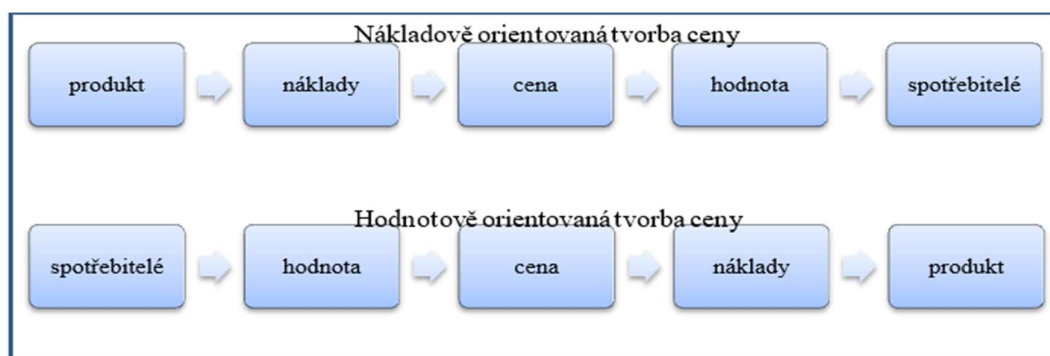 Nákladově orientovaná tvorba ceny
produkt náklady cena hodnota spotřebitelé
Hodnotově orientovaná tvorba ceny
spotřebitelé hodnota cena náklady produkt